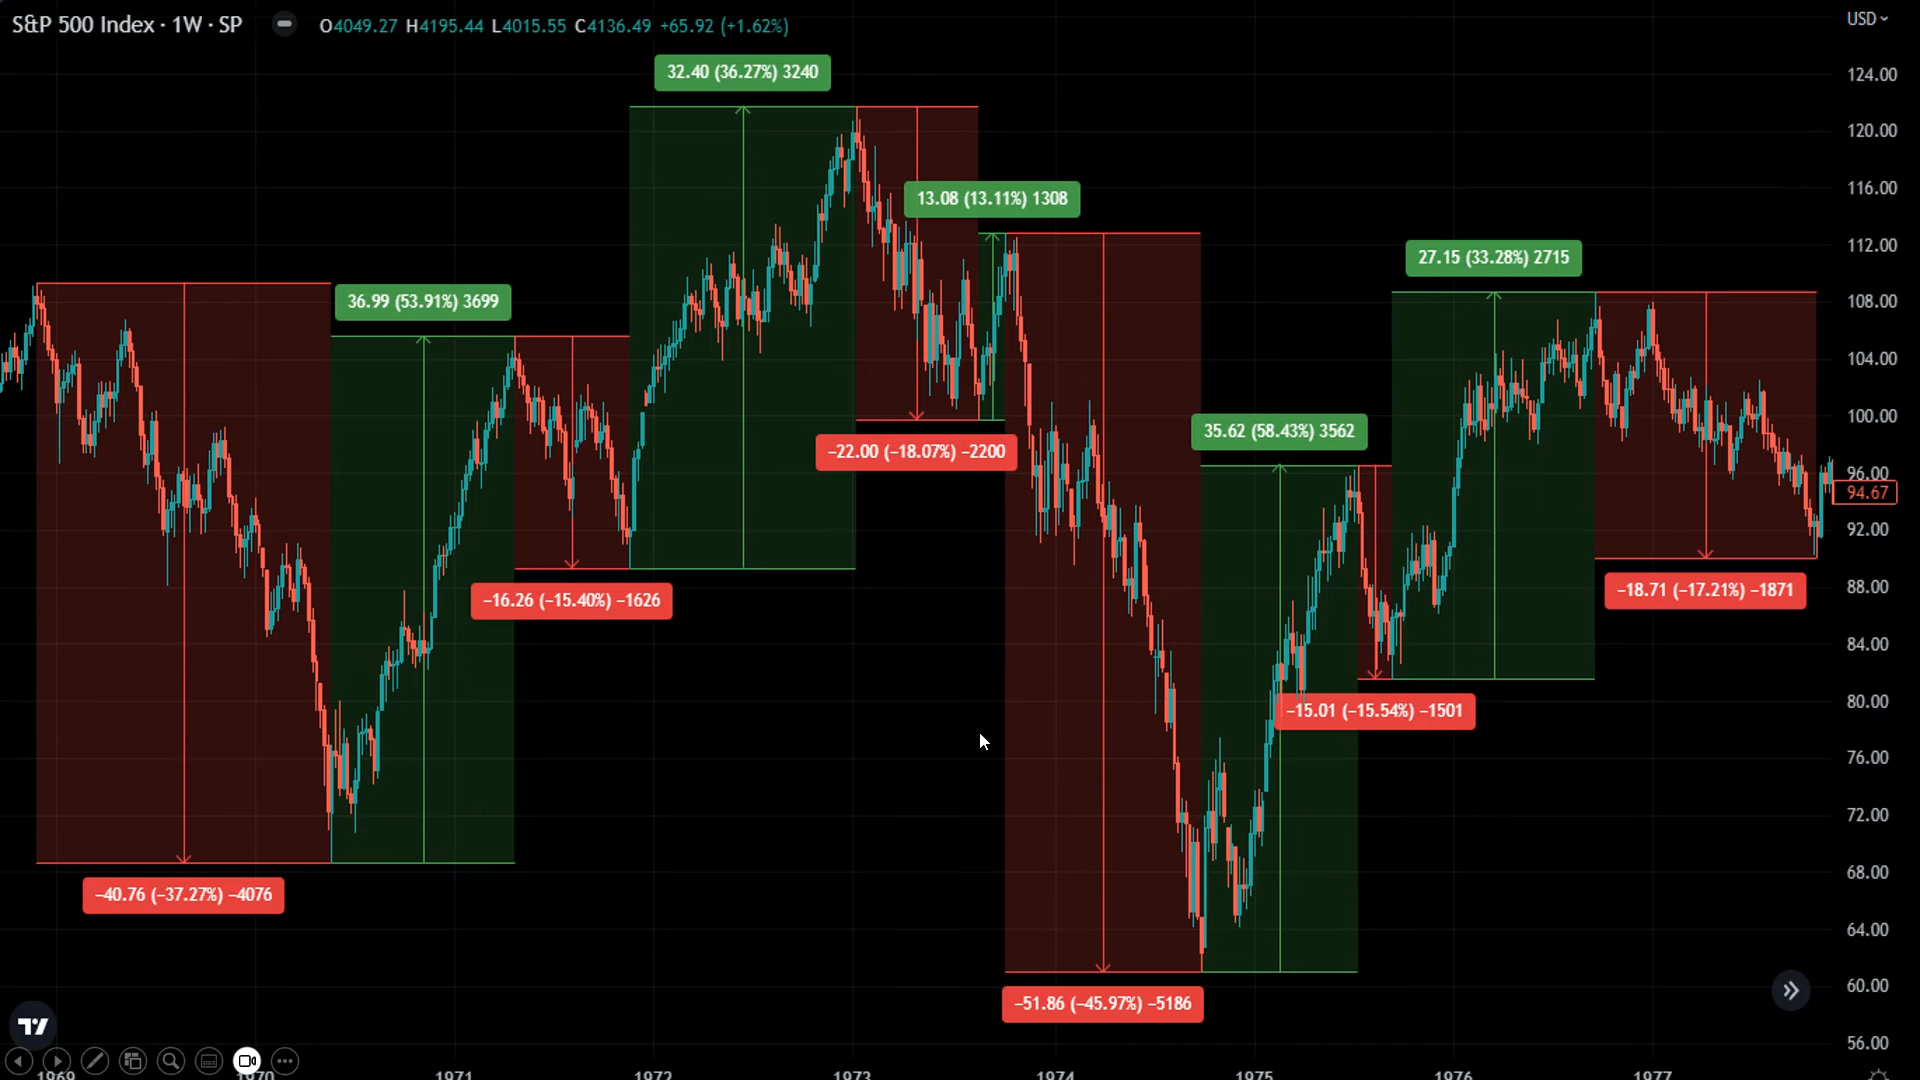 S&P 500 Index · 1W · SP
O4049.27 H4195.44 L4015.55 C4136.49 +65.92 (+1.62%)
USD
124.00
32.40 (36.27%) 3240
120.00
116.00
13.08 (13.11%) 1308
112.00
27.15 (33.28%) 2715
108.00
36.99 (53.91%) 3699
104.00
100.00
35.62 (58.43%) 3562
−22.00 (−18.07%) −2200
96.00
94.67
92.00
88.00
−18.71 (−17.21%) −1871
−16.26 (−15.40%) −1626
84.00
80.00
−15.01 (−15.54%) −1501
76.00
72.00
68.00
−40.76 (−37.27%) −4076
64.00
60.00
−51.86 (−45.97%) −5186
56.00
1969 1970 1971 1972 1973 1974 1975 1976 1977